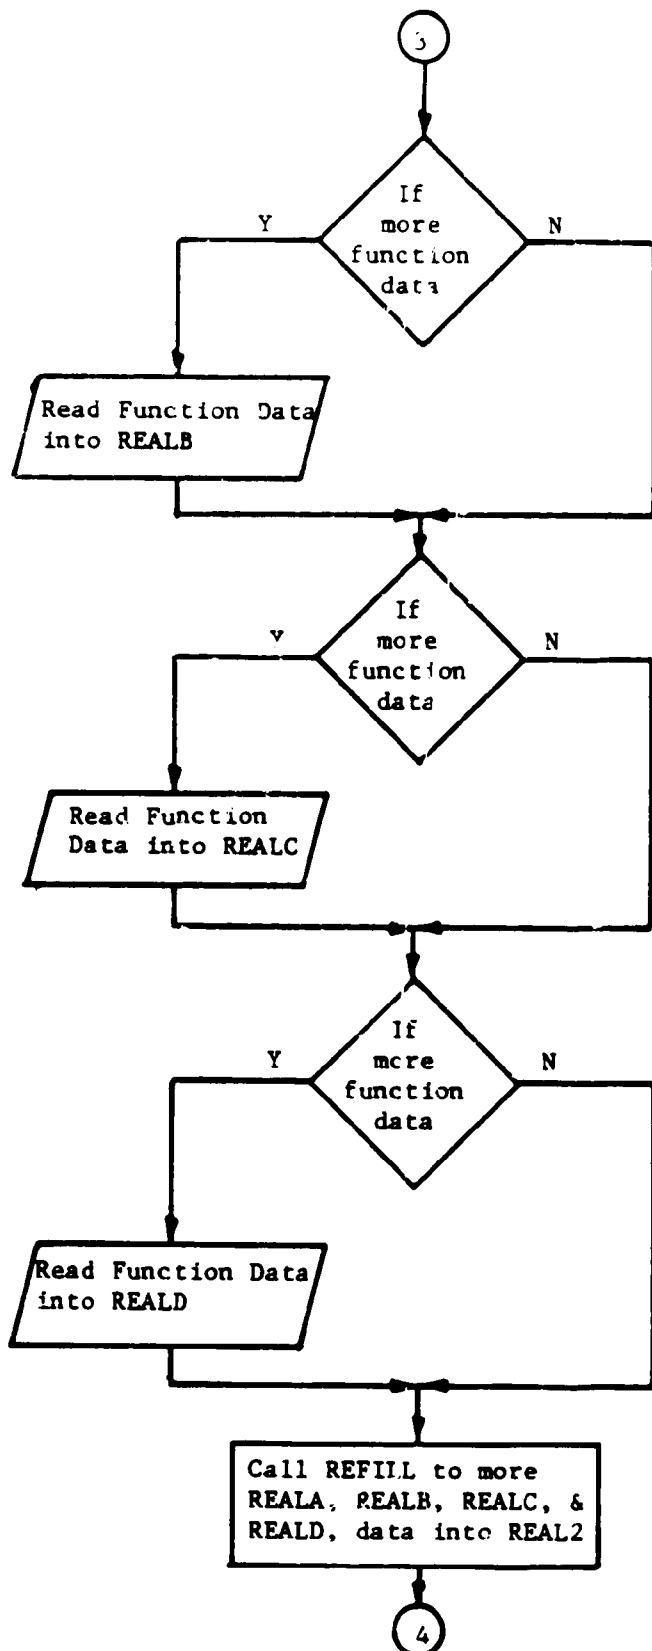 3
If
more
function
data
Y
N
Read Function Data
into REALB
If
more
function
data
Y
N
Read Function
Data into REALC
If
more
function
data
Y
N
Read Function Data
into REALD
Call REFILL to more
REALA, REALB, REALC, &
REALD, data into REAL2
4